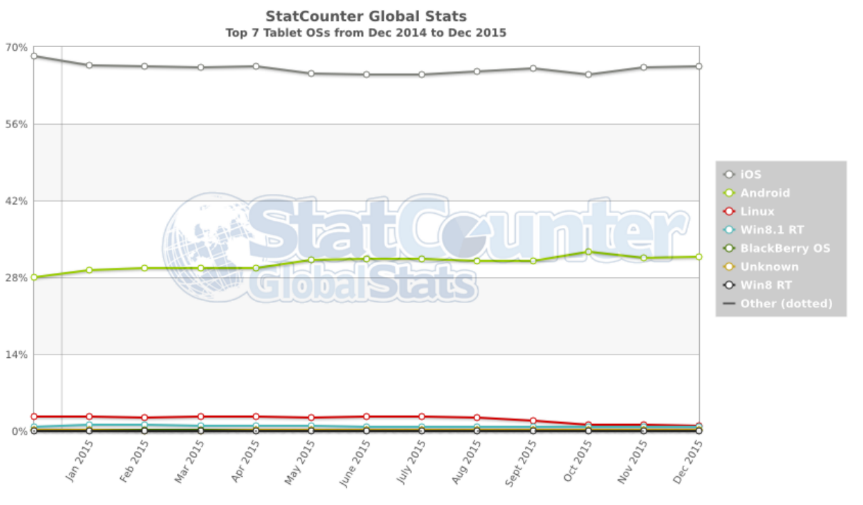 StatCounter Global Stats
Top 7 Tablet OSs from Dec 2014 to Dec 2015
70%
56%
42%
28%
14%
0%
StatCounter
GlobalStats
iOS
Android
Linux
Win8.1 RT
BlackBerry OS
Unknown
Win8 RT
Other (dotted)
Jan 2015
Feb 2015
Mar 2015
Apr 2015
May 2015
June 2015
July 2015
Aug 2015
Sept 2015
Oct 2015
Nov 2015
Dec 2015